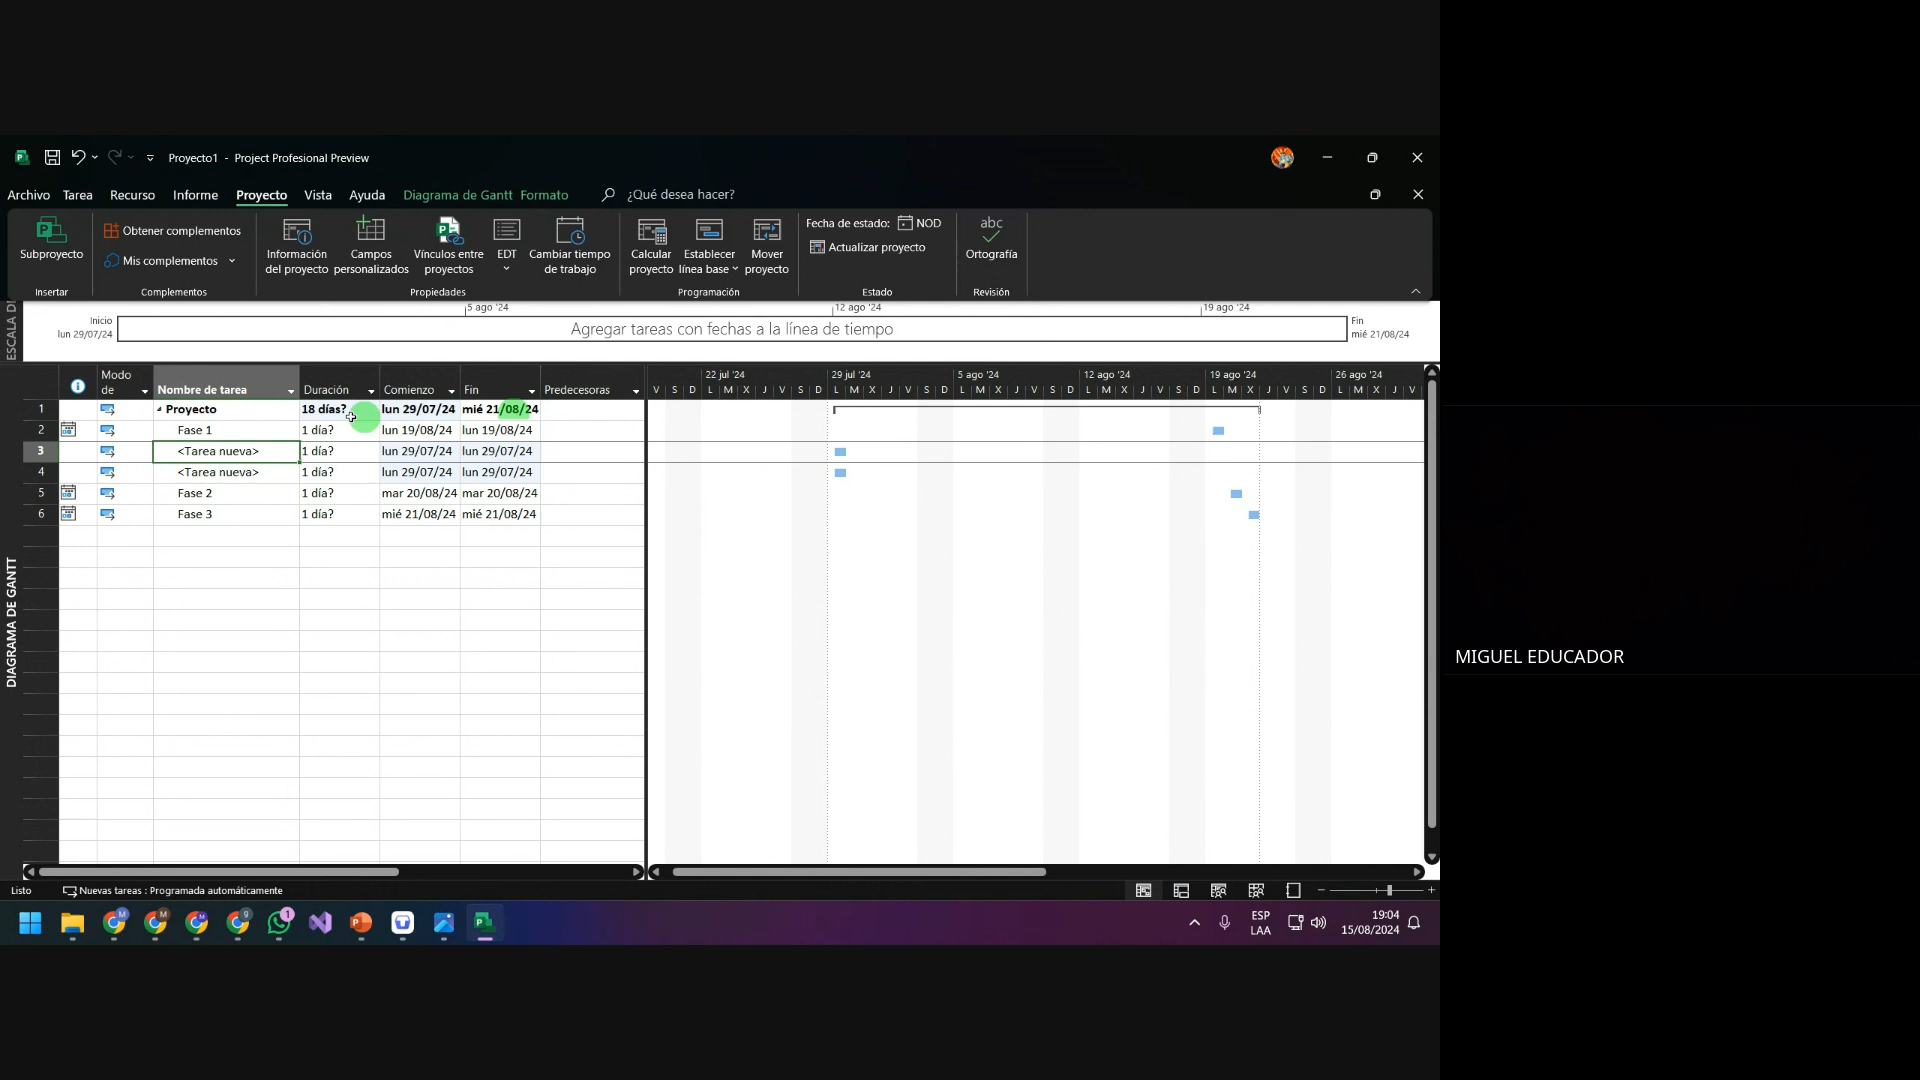 Proyecto1 - Project Profesional Preview
Archivo Tarea Recurso Informe Proyecto Vista Ayuda Diagrama de Gantt Formato ¿Qué desea hacer?
Subproyecto
Insertar
Obtener complementos
Mis complementos
Complementos
Información del proyecto
Campos personalizados
Vínculos entre proyectos
EDT
Cambiar tiempo de trabajo
Propiedades
Calcular proyecto
Establecer línea base
Mover proyecto
Programación
Fecha de estado: NOD
Actualizar proyecto
Estado
abc
Ortografía
Revisión
ESCALA DE
5 ago '24 12 ago '24 19 ago '24
Inicio
lun 29/07/24
Agregar tareas con fechas a la línea de tiempo
Fin
mié 21/08/24
Modo de Nombre de tarea Duración Comienzo Fin Predecesoras
22 jul '24 29 jul '24 5 ago '24 12 ago '24 19 ago '24 26 ago '24
V S D L M X J V S D L M X J V S D L M X J V S D L M X J V S D L M X J V S D L M X J V
1 Proyecto 18 días? lun 29/07/24 mié 21/08/24
2 Fase 1 1 día? lun 19/08/24 lun 19/08/24
3 <Tarea nueva> 1 día? lun 29/07/24 lun 29/07/24
4 <Tarea nueva> 1 día? lun 29/07/24 lun 29/07/24
5 Fase 2 1 día? mar 20/08/24 mar 20/08/24
6 Fase 3 1 día? mié 21/08/24 mié 21/08/24
DIAGRAMA DE GANTT
Listo Nuevas tareas : Programada automáticamente
ESP
LAA
19:04
15/08/2024
MIGUEL EDUCADOR